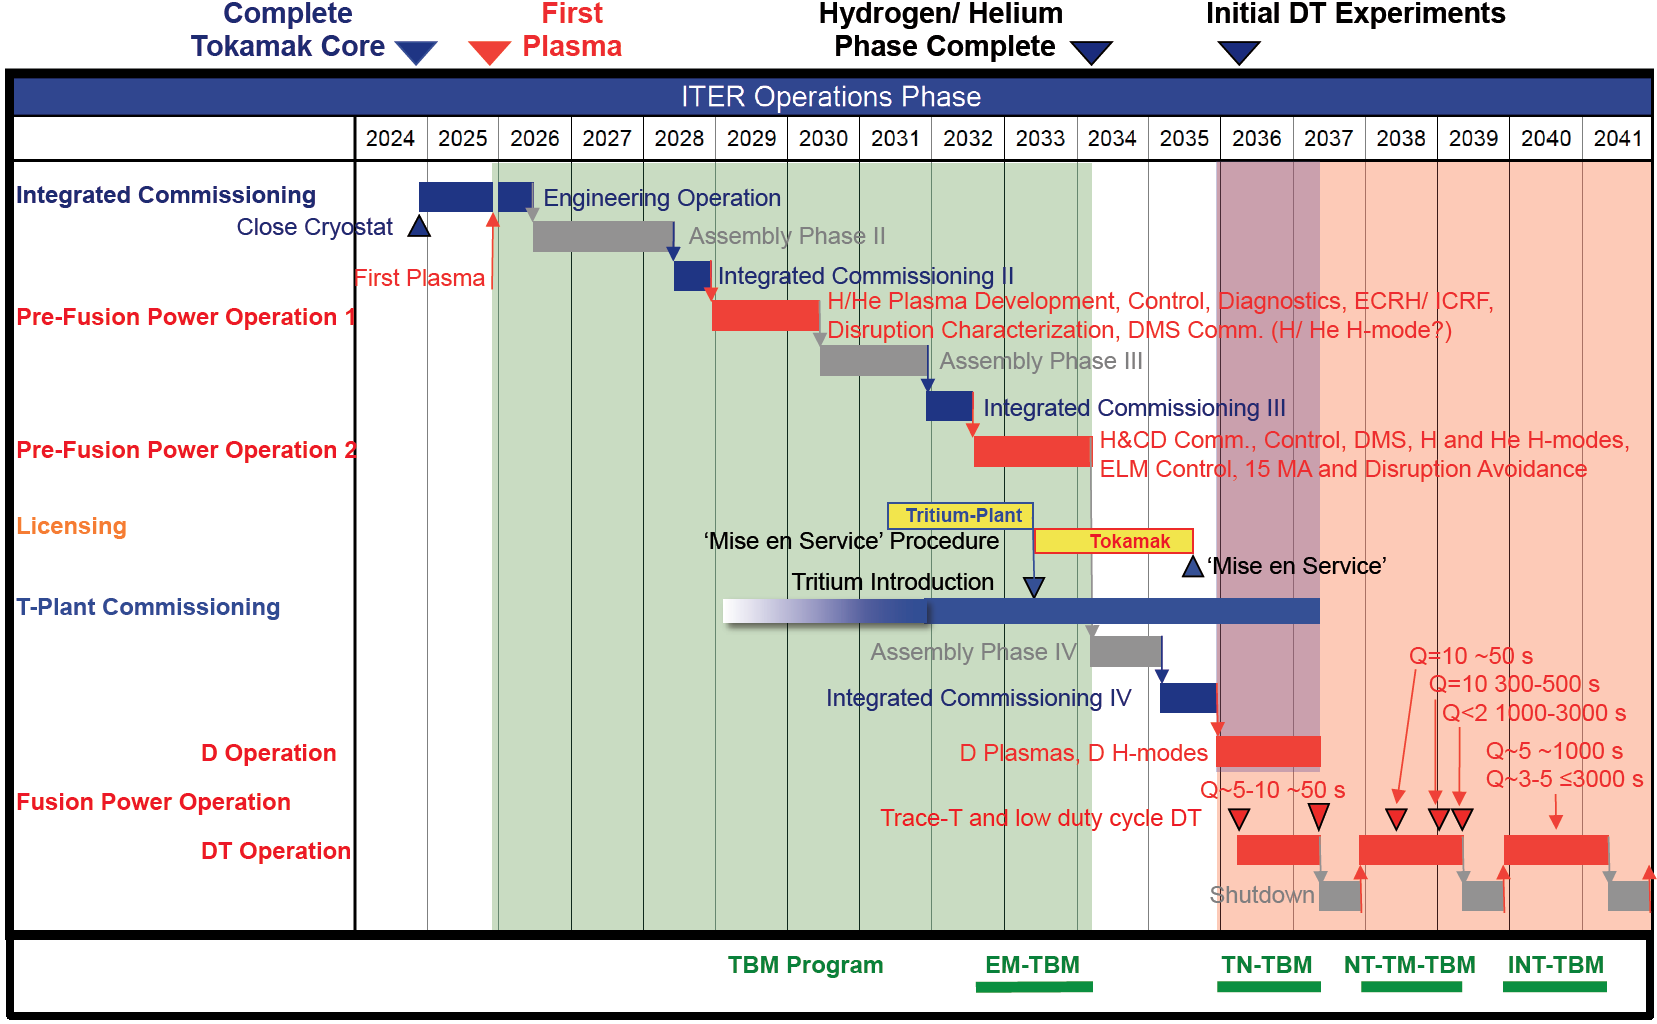 Complete
Tokamak Core
First
Plasma
Hydrogen/ Helium
Phase Complete
Initial DT Experiments
ITER Operations Phase
2024 2025 2026 2027 2028 2029 2030 2031 2032 2033 2034 2035 2036 2037 2038 2039 2040 2041
Integrated Commissioning
Engineering Operation
Close Cryostat
Assembly Phase II
First Plasma
Integrated Commissioning II
Pre-Fusion Power Operation 1
H/He Plasma Development, Control, Diagnostics, ECRH/ ICRF,
Disruption Characterization, DMS Comm. (H/ He H-mode?)
Assembly Phase III
Integrated Commissioning III
Pre-Fusion Power Operation 2
H&CD Comm., Control, DMS, H and He H-modes,
ELM Control, 15 MA and Disruption Avoidance
Licensing
Tritium-Plant
‘Mise en Service’ Procedure
Tokamak
‘Mise en Service’
Tritium Introduction
T-Plant Commissioning
Assembly Phase IV
Q=10 ~50 s
Q=10 300-500 s
Integrated Commissioning IV
Q<2 1000-3000 s
D Operation
D Plasmas, D H-modes
Q~5 ~1000 s
Q~3-5 ≤3000 s
Q~5-10 ~50 s
Fusion Power Operation
Trace-T and low duty cycle DT
DT Operation
Shutdown
TBM Program
EM-TBM
TN-TBM
NT-TM-TBM
INT-TBM